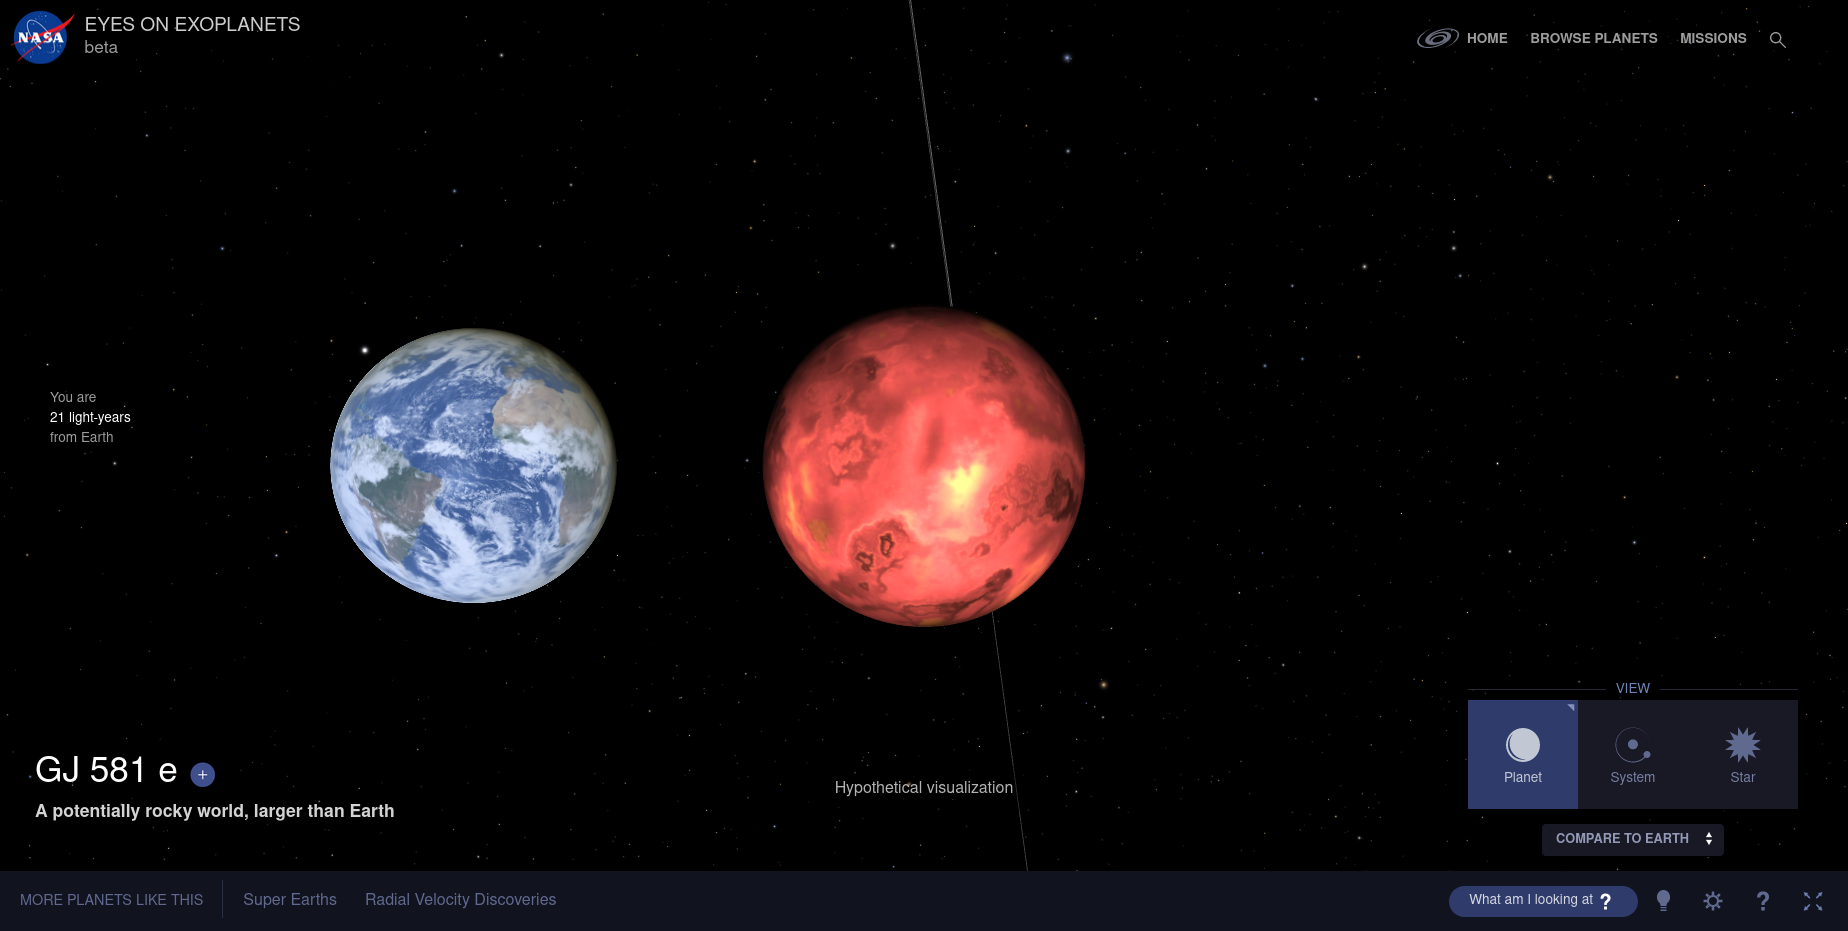 NASA
EYES ON EXOPLANETS
beta
HOME
BROWSE PLANETS
MISSIONS
You are
21 light-years
from Earth
GJ 581 e +
A potentially rocky world, larger than Earth
Hypothetical visualization
VIEW
Planet
System
Star
COMPARE TO EARTH
MORE PLANETS LIKE THIS
Super Earths
Radial Velocity Discoveries
What am I looking at ?
?